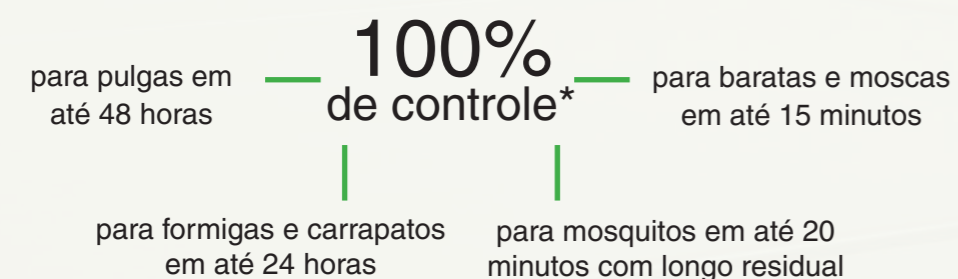 100%
de controle*
para pulgas em
até 48 horas
para baratas e moscas
em até 15 minutos
para formigas e carrapatos
em até 24 horas
para mosquitos em até 20
minutos com longo residual